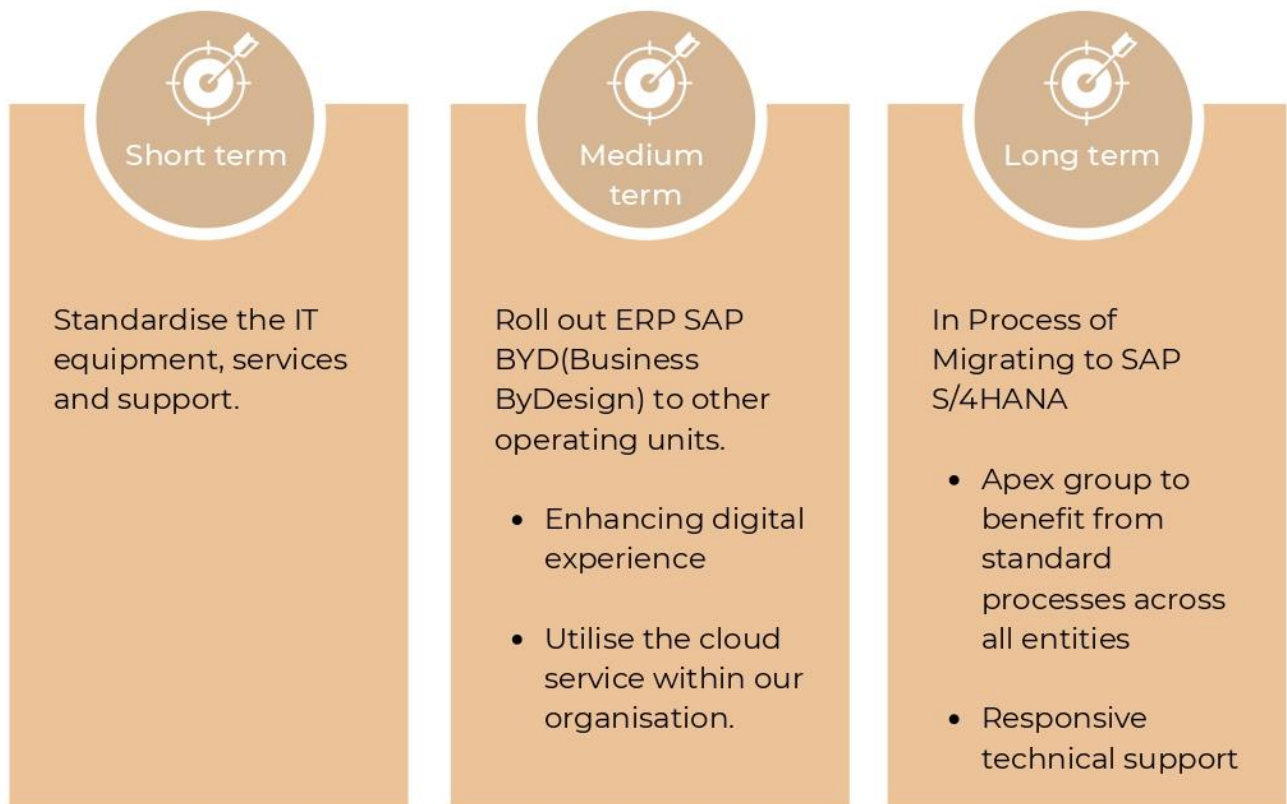 Short term
Standardise the IT
equipment, services
and support.
Medium
term
Roll out ERP SAP
BYD(Business
ByDesign) to other
operating units.
• Enhancing digital
experience
• Utilise the cloud
service within our
organisation.
Long term
In Process of
Migrating to SAP
S/4HANA
• Apex group to
benefit from
standard
processes across
all entities
• Responsive
technical support